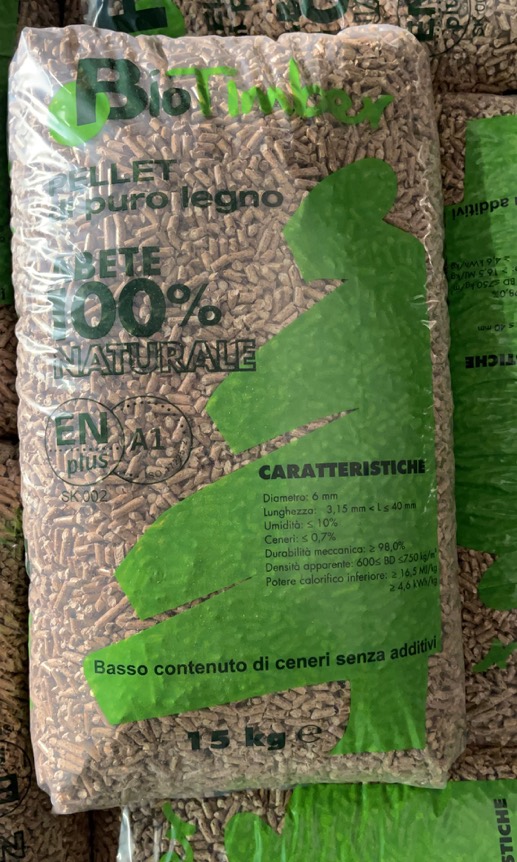 BioTimber
PELLET
di puro legno
ABETE
100%
NATURALE
EN
plus
A1
SK 002
CARATTERISTICHE
Diametro: 6 mm
Lunghezza: 3,15 mm < L ≤ 40 mm
Umidità: ≤ 10%
Ceneri: ≤ 0,7%
Durabilità meccanica: ≥ 98,0%
Densità apparente: 600≤ BD ≤750 kg/m³
Potere calorifico inferiore: ≥ 16,5 MJ/kg
≥ 4,6 kWh/kg
Basso contenuto di ceneri senza additivi
15 kg ℮